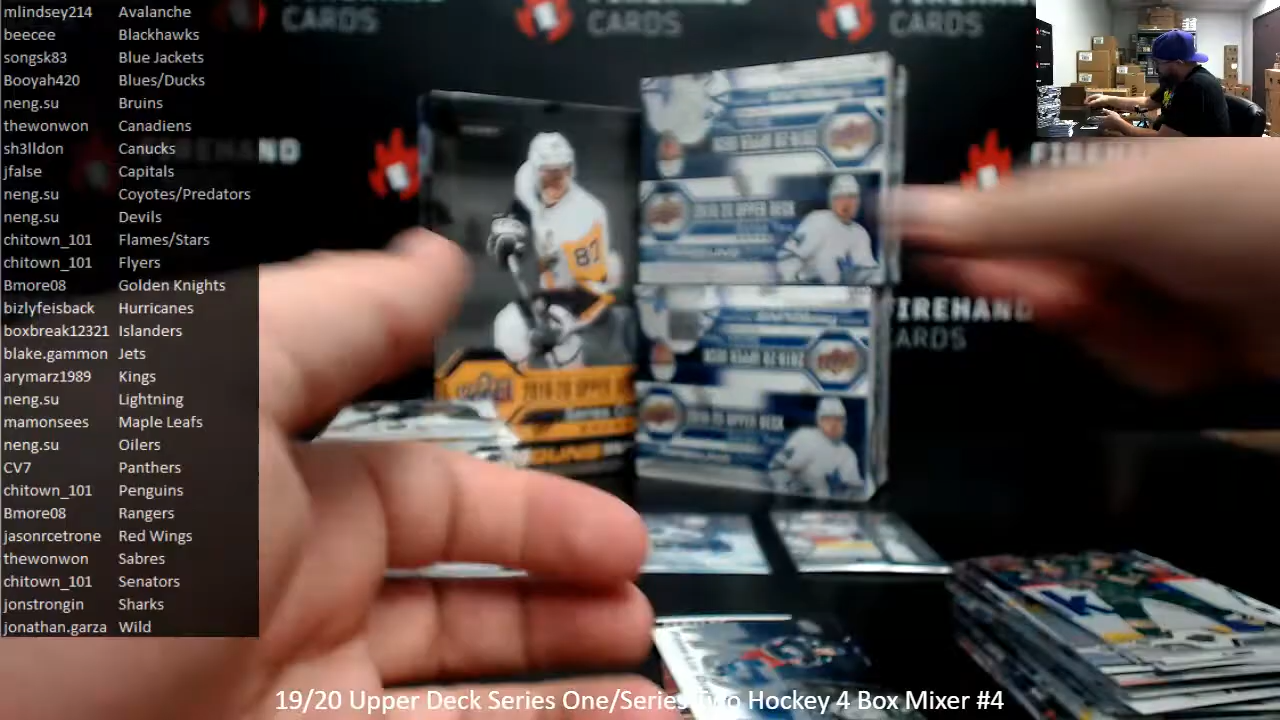 mlindsey214 Avalanche
beecee Blackhawks
songsk83 Blue Jackets
Booyah420 Blues/Ducks
neng.su Bruins
thewonwon Canadiens
sh3lldon Canucks
jfalse Capitals
neng.su Coyotes/Predators
neng.su Devils
chitown_101 Flames/Stars
chitown_101 Flyers
Bmore08 Golden Knights
bizlyfeisback Hurricanes
boxbreak12321 Islanders
blake.gammon Jets
arymarz1989 Kings
neng.su Lightning
mamonsees Maple Leafs
neng.su Oilers
CV7 Panthers
chitown_101 Penguins
Bmore08 Rangers
jasonrcetrone Red Wings
thewonwon Sabres
chitown_101 Senators
jonstrongin Sharks
jonathan.garza Wild
CARDS
CARDS
CARDS
87
FIREHAND
CARDS
19/20 Upper Deck Series One/Series Two Hockey 4 Box Mixer #4